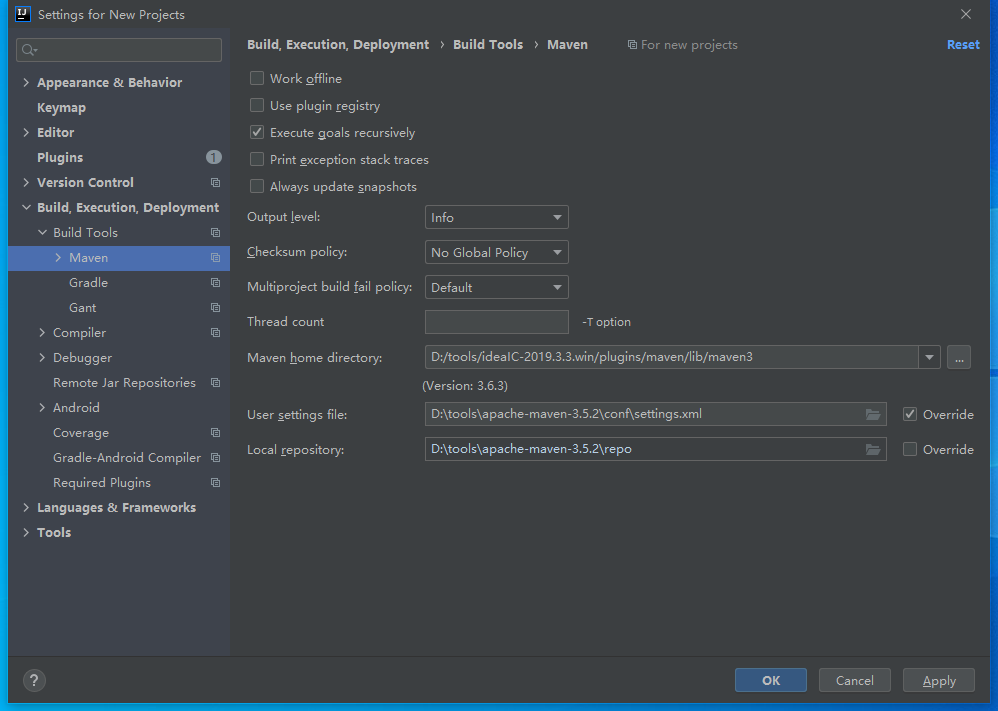 Settings for New Projects
Appearance & Behavior
Keymap
Editor
Plugins 1
Version Control
Build, Execution, Deployment
Build Tools
Maven
Gradle
Gant
Compiler
Debugger
Remote Jar Repositories
Android
Coverage
Gradle-Android Compiler
Required Plugins
Languages & Frameworks
Tools
Build, Execution, Deployment › Build Tools › Maven For new projects Reset
Work offline
Use plugin registry
Execute goals recursively
Print exception stack traces
Always update snapshots
Output level: Info
Checksum policy: No Global Policy
Multiproject build fail policy: Default
Thread count -T option
Maven home directory: D:/tools/ideaIC-2019.3.3.win/plugins/maven/lib/maven3 ...
(Version: 3.6.3)
User settings file: D:\tools\apache-maven-3.5.2\conf\settings.xml Override
Local repository: D:\tools\apache-maven-3.5.2\repo Override
? OK Cancel Apply